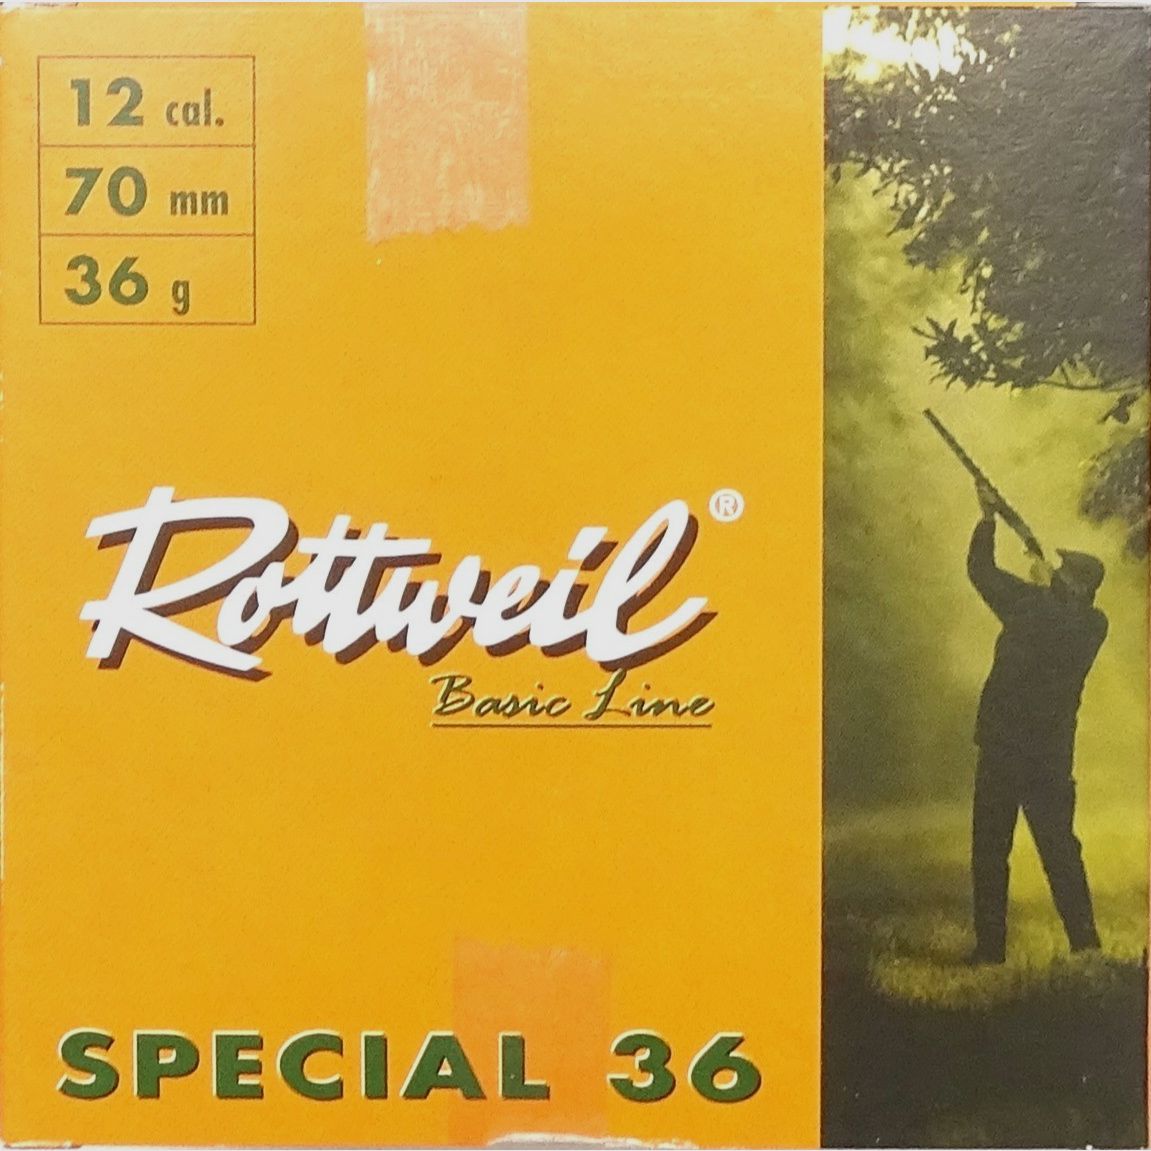 12 cal.
70 mm
36 g
Rottweil®
Basic Line
SPECIAL 36